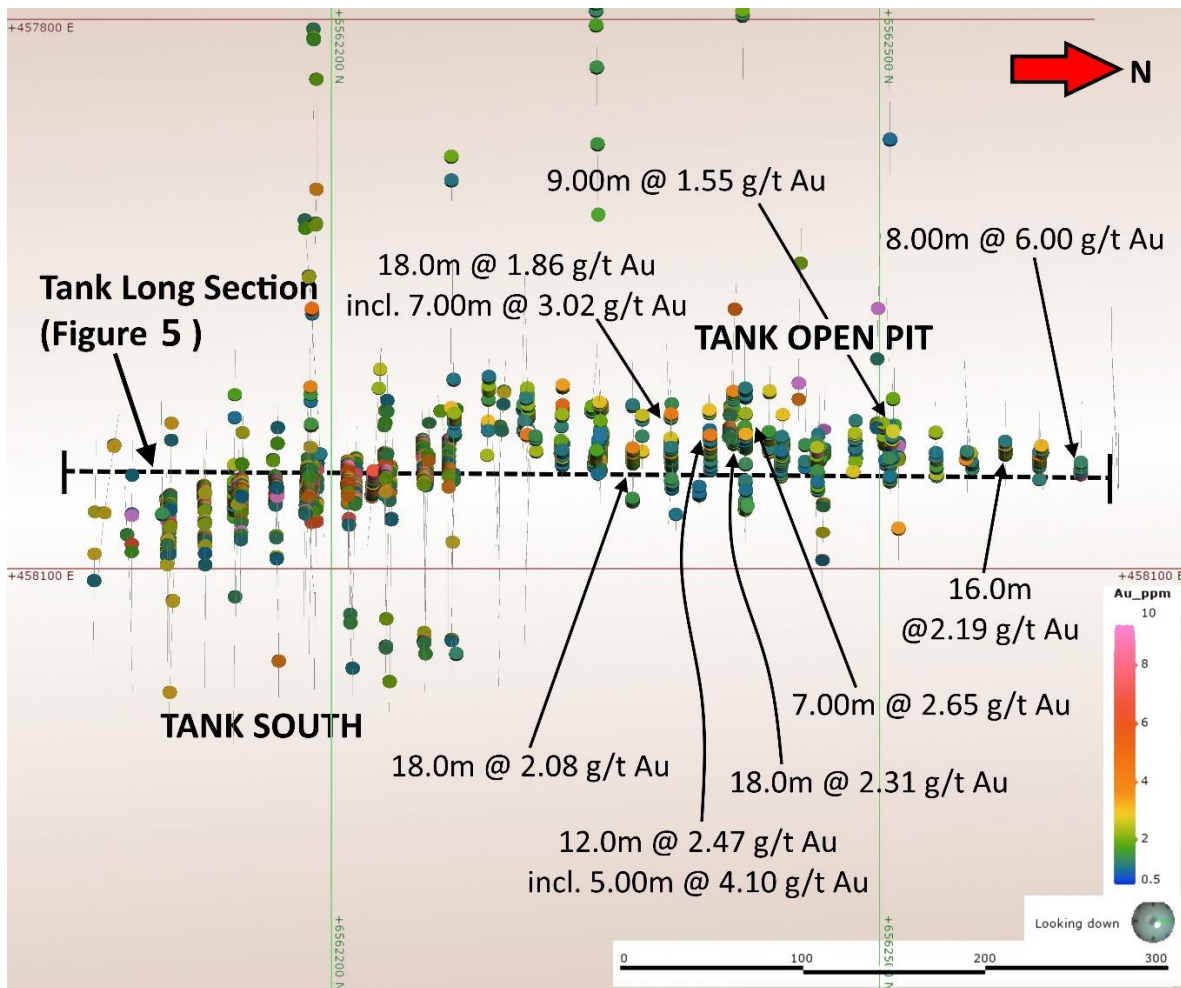 +457800 E
+6562200 N
+6562500 N
N
9.00m @ 1.55 g/t Au
8.00m @ 6.00 g/t Au
18.0m @ 1.86 g/t Au
incl. 7.00m @ 3.02 g/t Au
Tank Long Section
(Figure 5 )
TANK OPEN PIT
+458100 E
+458100 E
16.0m
@2.19 g/t Au
TANK SOUTH
7.00m @ 2.65 g/t Au
18.0m @ 2.08 g/t Au
18.0m @ 2.31 g/t Au
12.0m @ 2.47 g/t Au
incl. 5.00m @ 4.10 g/t Au
Au_ppm
10
8
6
4
2
0.5
Looking down
+6562200 N
+6562500 N
0
100
200
300